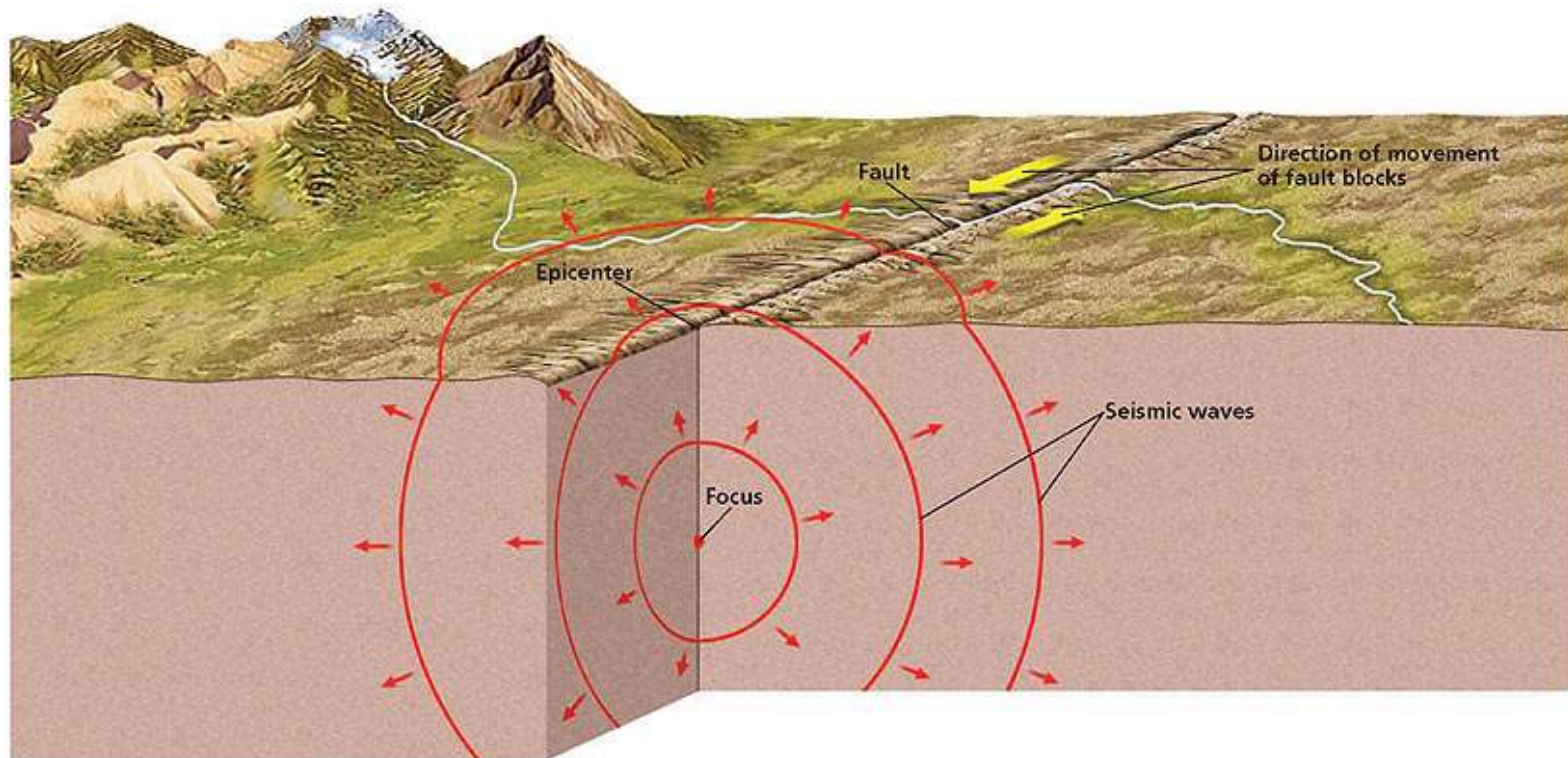 Direction of movement
of fault blocks
Fault
Epicenter
Seismic waves
Focus